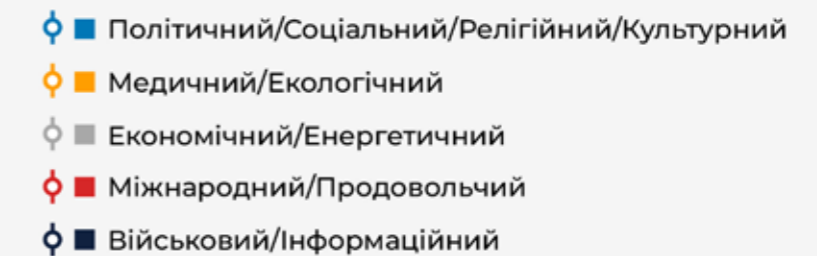 Політичний/Соціальний/Релігійний/Культурний
Медичний/Екологічний
Економічний/Енергетичний
Міжнародний/Продовольчий
Військовий/Інформаційний